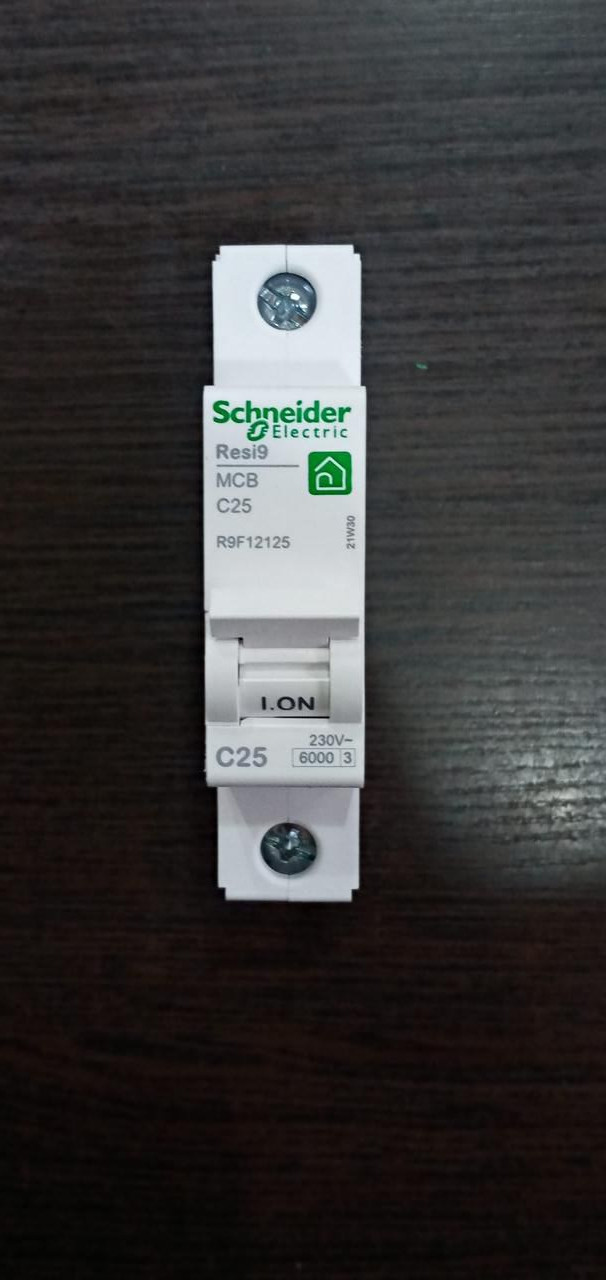 Schneider
Electric
Resi9
MCB
C25
R9F12125
21W30
I.ON
230V~
C25
6000 3